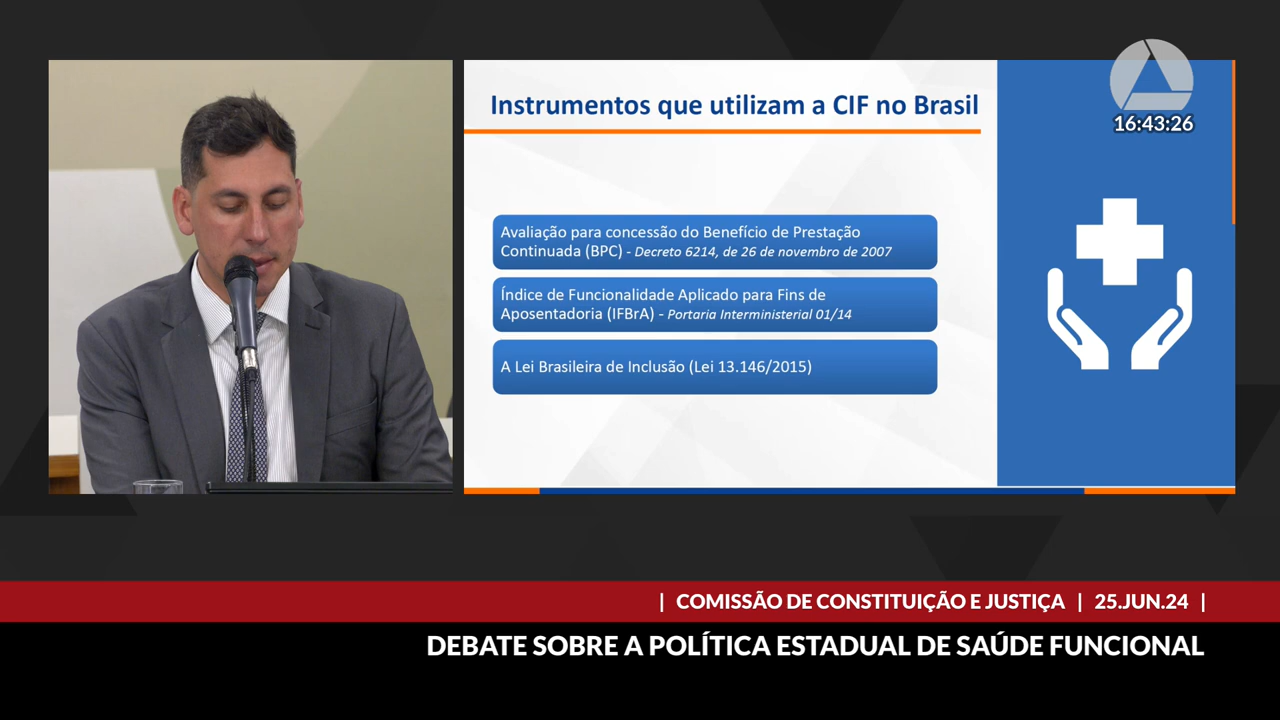 16:43:26
Instrumentos que utilizam a CIF no Brasil
Avaliação para concessão do Benefício de Prestação
Continuada (BPC) - Decreto 6214, de 26 de novembro de 2007
Índice de Funcionalidade Aplicado para Fins de
Aposentadoria (IFBrA) - Portaria Interministerial 01/14
A Lei Brasileira de Inclusão (Lei 13.146/2015)
| COMISSÃO DE CONSTITUIÇÃO E JUSTIÇA | 25.JUN.24 |
DEBATE SOBRE A POLÍTICA ESTADUAL DE SAÚDE FUNCIONAL